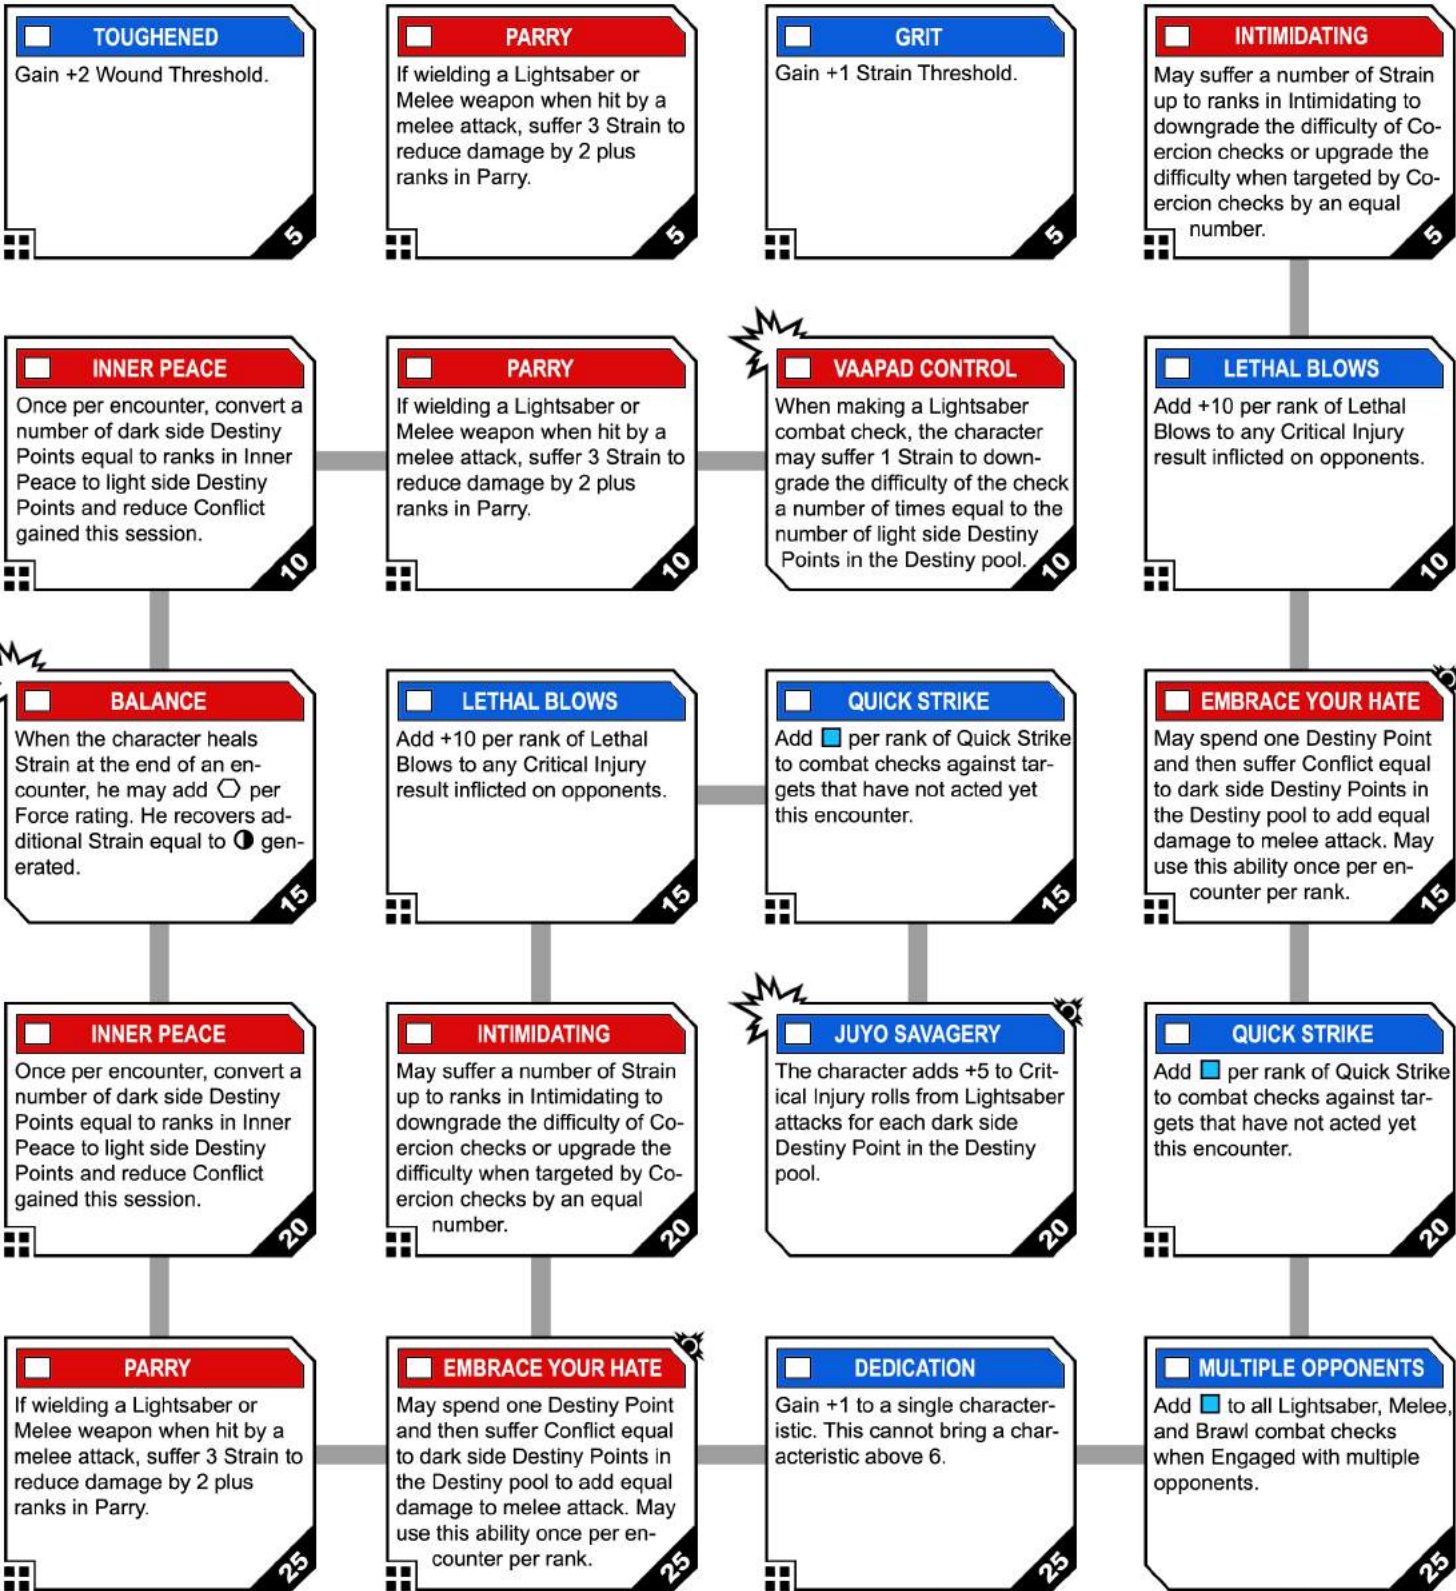 TOUGHENED
Gain +2 Wound Threshold.
5
PARRY
If wielding a Lightsaber or
Melee weapon when hit by a
melee attack, suffer 3 Strain to
reduce damage by 2 plus
ranks in Parry.
5
GRIT
Gain +1 Strain Threshold.
5
INTIMIDATING
May suffer a number of Strain
up to ranks in Intimidating to
downgrade the difficulty of Co-
ercion checks or upgrade the
difficulty when targeted by Co-
ercion checks by an equal
number.
5
INNER PEACE
Once per encounter, convert a
number of dark side Destiny
Points equal to ranks in Inner
Peace to light side Destiny
Points and reduce Conflict
gained this session.
10
PARRY
If wielding a Lightsaber or
Melee weapon when hit by a
melee attack, suffer 3 Strain to
reduce damage by 2 plus
ranks in Parry.
10
VAAPAD CONTROL
When making a Lightsaber
combat check, the character
may suffer 1 Strain to down-
grade the difficulty of the check
a number of times equal to the
number of light side Destiny
Points in the Destiny pool.
10
LETHAL BLOWS
Add +10 per rank of Lethal
Blows to any Critical Injury
result inflicted on opponents.
10
BALANCE
When the character heals
Strain at the end of an en-
counter, he may add per
Force rating. He recovers ad-
ditional Strain equal to gen-
erated.
15
LETHAL BLOWS
Add +10 per rank of Lethal
Blows to any Critical Injury
result inflicted on opponents.
QUICK STRIKE
Add per rank of Quick Strike
to combat checks against tar-
gets that have not acted yet
this encounter.
15
EMBRACE YOUR HATE
May spend one Destiny Point
and then suffer Conflict equal
to dark side Destiny Points in
the Destiny pool to add equal
damage to melee attack. May
use this ability once per en-
counter per rank.
15
INNER PEACE
Once per encounter, convert a
number of dark side Destiny
Points equal to ranks in Inner
Peace to light side Destiny
Points and reduce Conflict
gained this session.
20
INTIMIDATING
May suffer a number of Strain
up to ranks in Intimidating to
downgrade the difficulty of Co-
ercion checks or upgrade the
difficulty when targeted by Co-
ercion checks by an equal
number.
20
JUYO SAVAGERY
The character adds +5 to Crit-
ical Injury rolls from Lightsaber
attacks for each dark side
Destiny Point in the Destiny
pool.
20
QUICK STRIKE
Add per rank of Quick Strike
to combat checks against tar-
gets that have not acted yet
this encounter.
20
PARRY
If wielding a Lightsaber or
Melee weapon when hit by a
melee attack, suffer 3 Strain to
reduce damage by 2 plus
ranks in Parry.
25
EMBRACE YOUR HATE
May spend one Destiny Point
and then suffer Conflict equal
to dark side Destiny Points in
the Destiny pool to add equal
damage to melee attack. May
use this ability once per en-
counter per rank.
25
DEDICATION
Gain +1 to a single character-
istic. This cannot bring a char-
acteristic above 6.
25
MULTIPLE OPPONENTS
Add to all Lightsaber, Melee,
and Brawl combat checks
when Engaged with multiple
opponents.
25